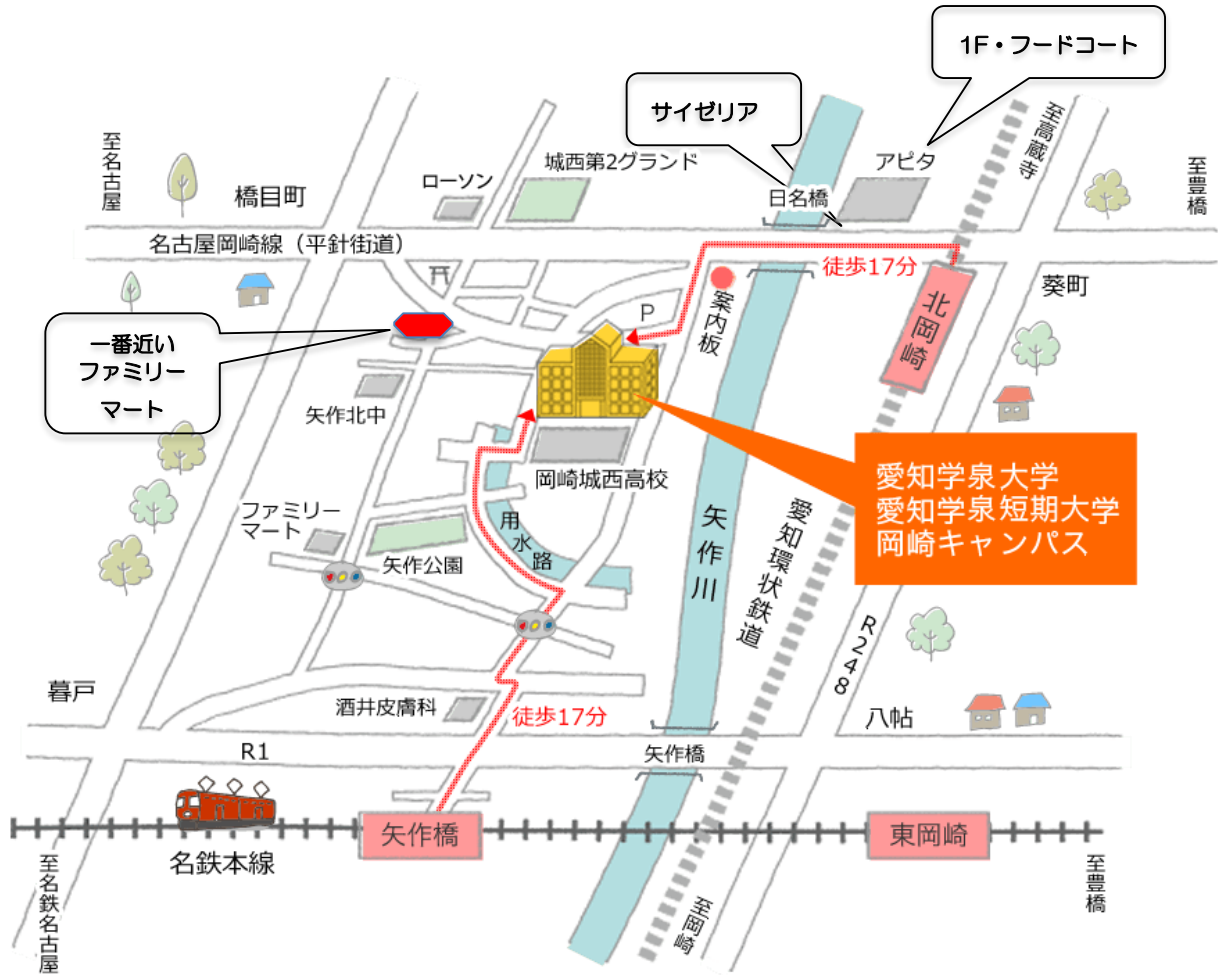 1F・フードコート
サイゼリア
至高蔵寺
至名古屋
城西第2グランド
アピタ
至豊橋
ローソン
橋目町
日名橋
名古屋岡崎線（平針街道）
徒歩17分
葵町
北岡崎
案内板
P
一番近い
ファミリー
マート
矢作北中
岡崎城西高校
愛知学泉大学
愛知学泉短期大学
岡崎キャンパス
ファミリー
マート
用水路
矢作川
愛知環状鉄道
矢作公園
R248
暮戸
酒井皮膚科
徒歩17分
八帖
R1
矢作橋
矢作橋
東岡崎
名鉄本線
至名鉄名古屋
至岡崎
至豊橋